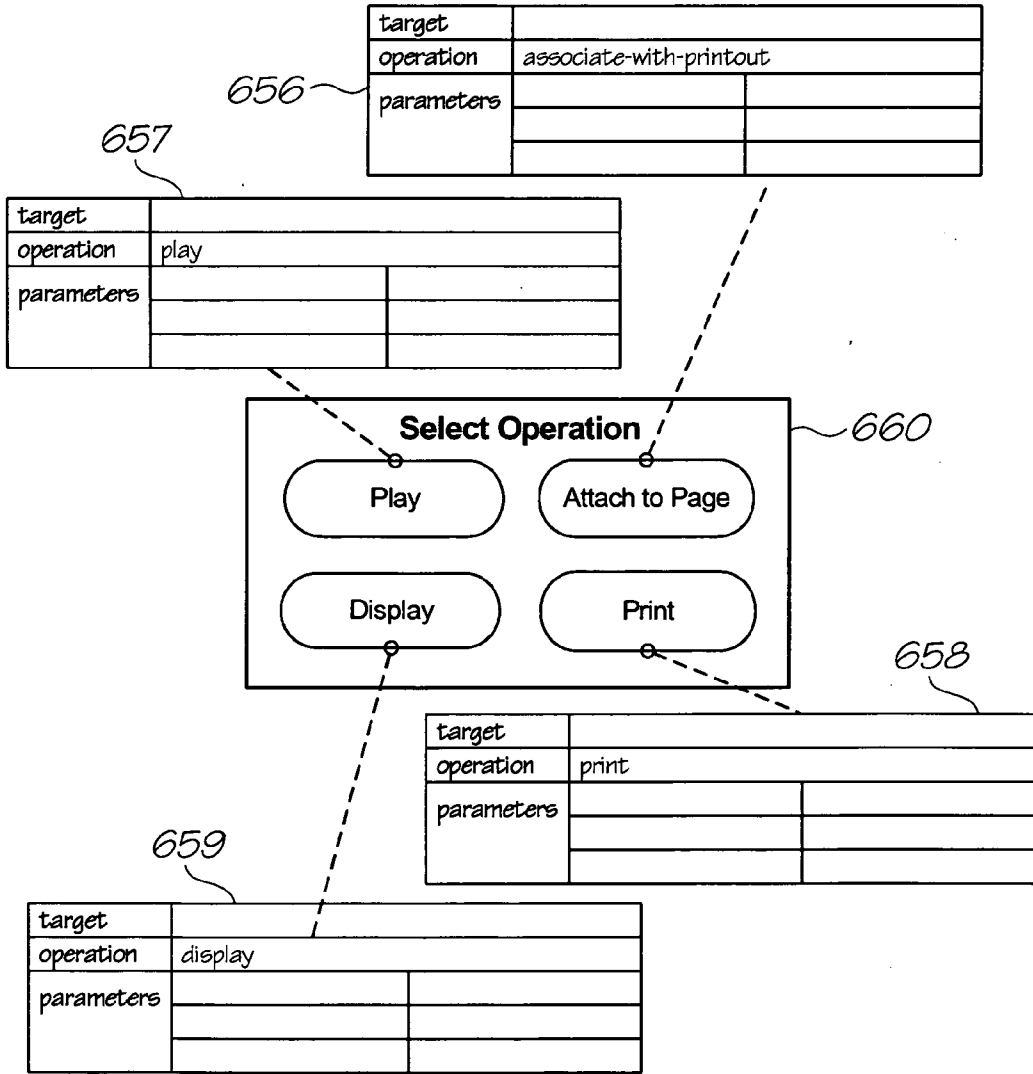 target
operation associate-with-printout
656
parameters
657
target
operation play
parameters
Select Operation
660
Play Attach to Page
Display Print
658
target
operation print
parameters
659
target
operation display
parameters